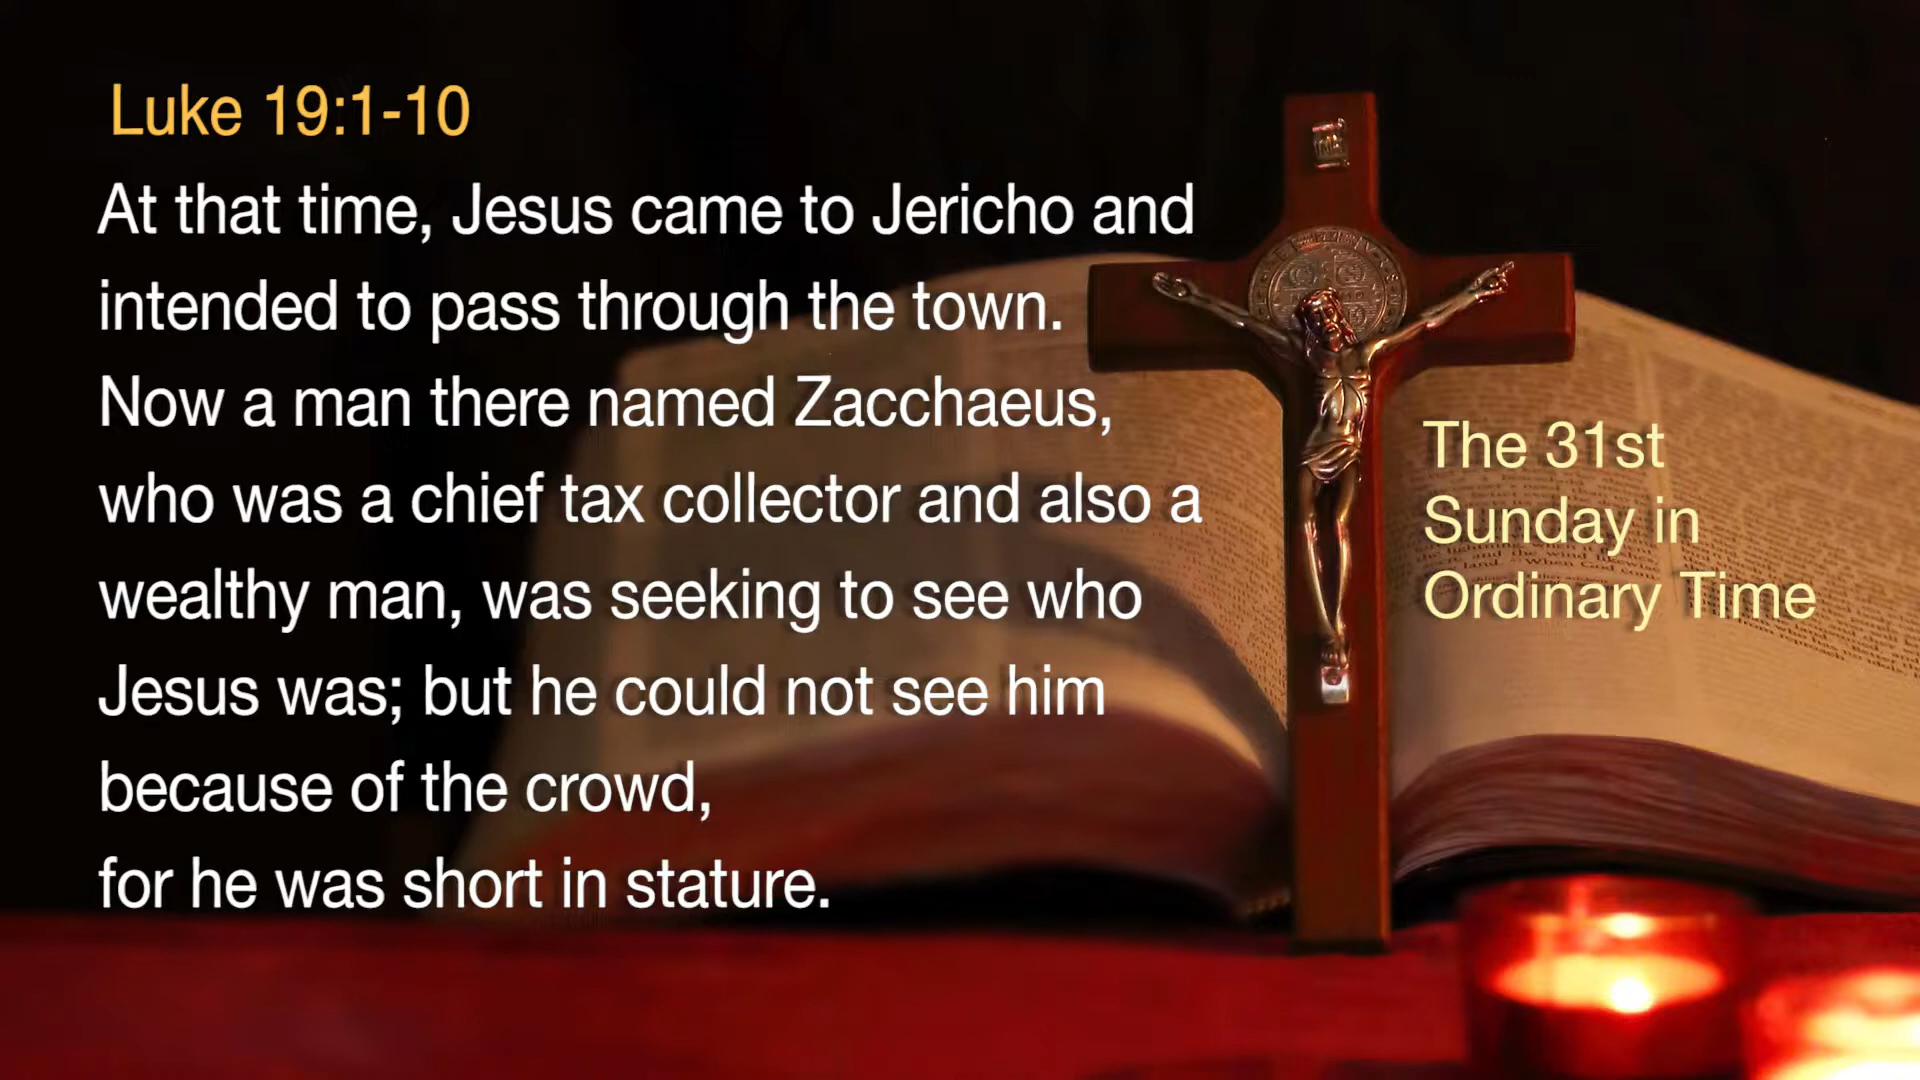 Luke 19:1-10
At that time, Jesus came to Jericho and
intended to pass through the town.
Now a man there named Zacchaeus,
who was a chief tax collector and also a
wealthy man, was seeking to see who
Jesus was; but he could not see him
because of the crowd,
for he was short in stature.
The 31st
Sunday in
Ordinary Time